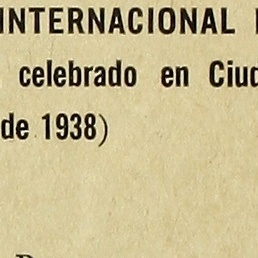 INTERNACIONAL
celebrado en Ciud
de 1938)